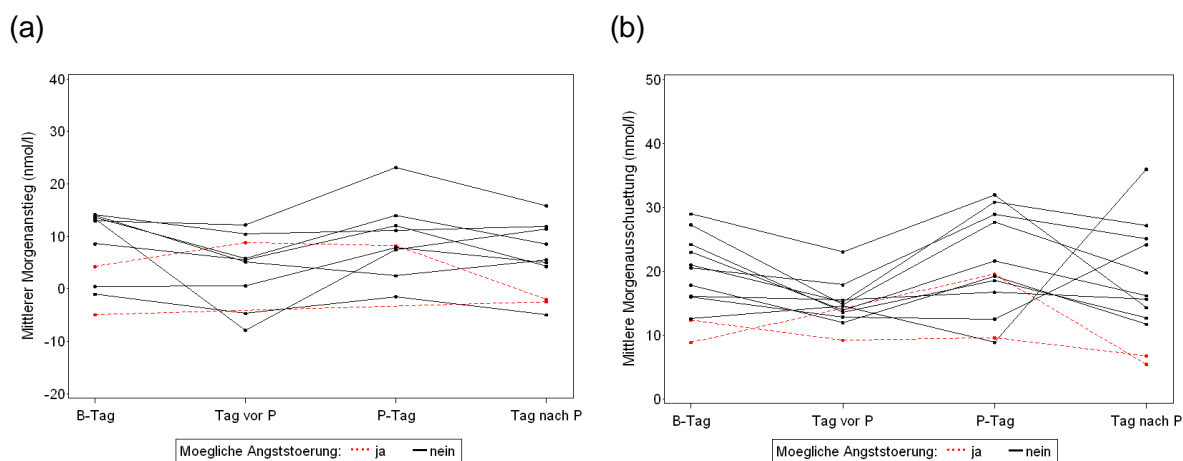 (a)
Mittlerer Morgenanstieg (nmol/l)
40
30
20
10
0
-10
-20
B-Tag Tag vor P P-Tag Tag nach P
Moegliche Angststoerung: ja nein
(b)
Mittlere Morgenausschuettung (nmol/l)
50
40
30
20
10
0
B-Tag Tag vor P P-Tag Tag nach P
Moegliche Angststoerung: ja nein